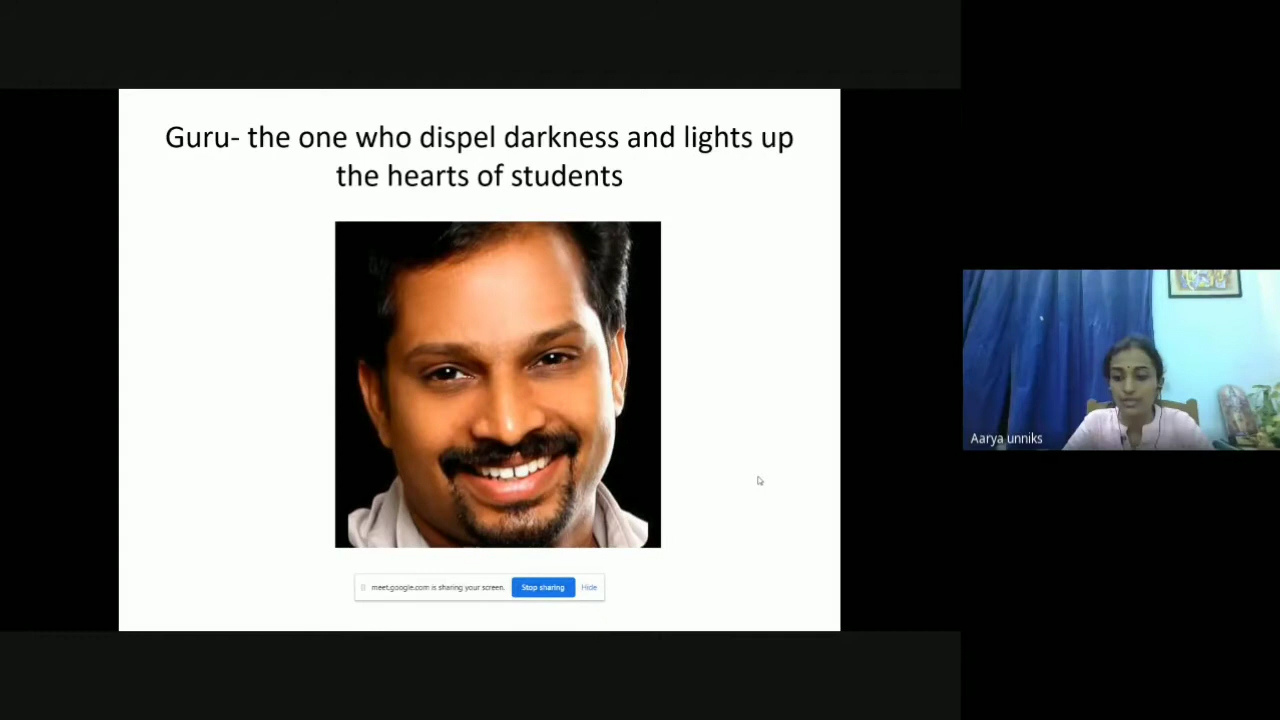 Guru- the one who dispel darkness and lights up
the hearts of students
Aarya unniks
meet.google.com is sharing your screen. Stop sharing Hide